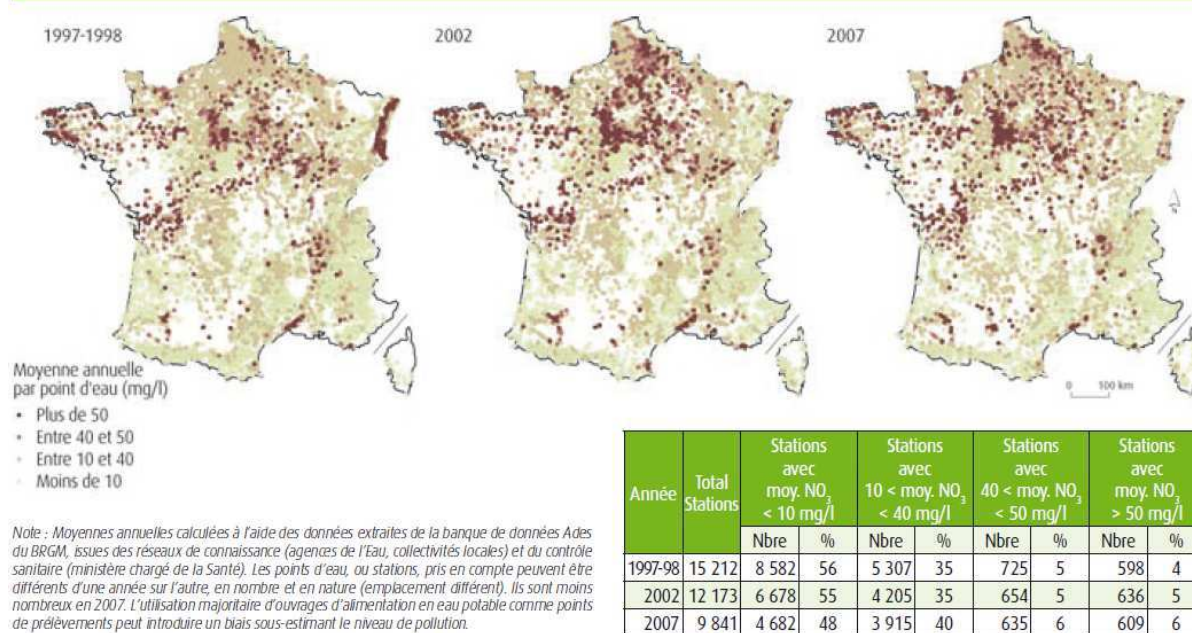 1997-1998
2002
2007
0 100 km
Moyenne annuelle
par point d'eau (mg/l)
• Plus de 50
• Entre 40 et 50
• Entre 10 et 40
• Moins de 10
Note : Moyennes annuelles calculées à l'aide des données extraites de la banque de données Ades
du BRGM, issues des réseaux de connaissance (agences de l'Eau, collectivités locales) et du contrôle
sanitaire (ministère chargé de la Santé). Les points d'eau, ou stations, pris en compte peuvent être
différents d'une année sur l'autre, en nombre et en nature (emplacement différent). Ils sont moins
nombreux en 2007. L'utilisation majoritaire d'ouvrages d'alimentation en eau potable comme points
de prélèvements peut introduire un biais sous-estimant le niveau de pollution.
Année Total Stations Stations avec moy. NO3 < 10 mg/l Stations avec 10 < moy. NO3 < 40 mg/l Stations avec 40 < moy. NO3 < 50 mg/l Stations avec moy. NO3 > 50 mg/l
Nbre % Nbre % Nbre % Nbre %
1997-98 15 212 8 582 56 5 307 35 725 5 598 4
2002 12 173 6 678 55 4 205 35 654 5 636 5
2007 9 841 4 682 48 3 915 40 635 6 609 6